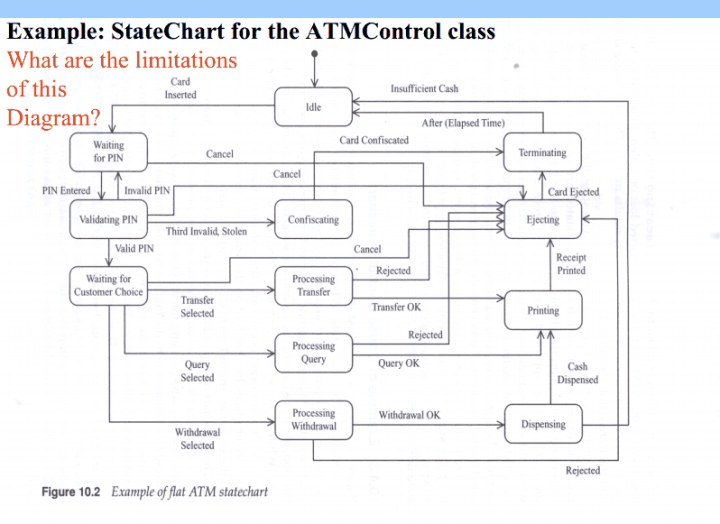 Example: StateChart for the ATMControl class
What are the limitations
of this
Diagram?
Card
Inserted
Idle
Insufficient Cash
After (Elapsed Time)
Card Confiscated
Waiting
for PIN
Cancel
Terminating
Cancel
PIN Entered
Invalid PIN
Card Ejected
Validating PIN
Third Invalid, Stolen
Confiscating
Ejecting
Valid PIN
Cancel
Receipt
Printed
Waiting for
Customer Choice
Transfer
Selected
Processing
Transfer
Rejected
Transfer OK
Printing
Processing
Query
Rejected
Query OK
Query
Selected
Cash
Dispensed
Processing
Withdrawal
Withdrawal OK
Dispensing
Withdrawal
Selected
Rejected
Figure 10.2 Example of flat ATM statechart